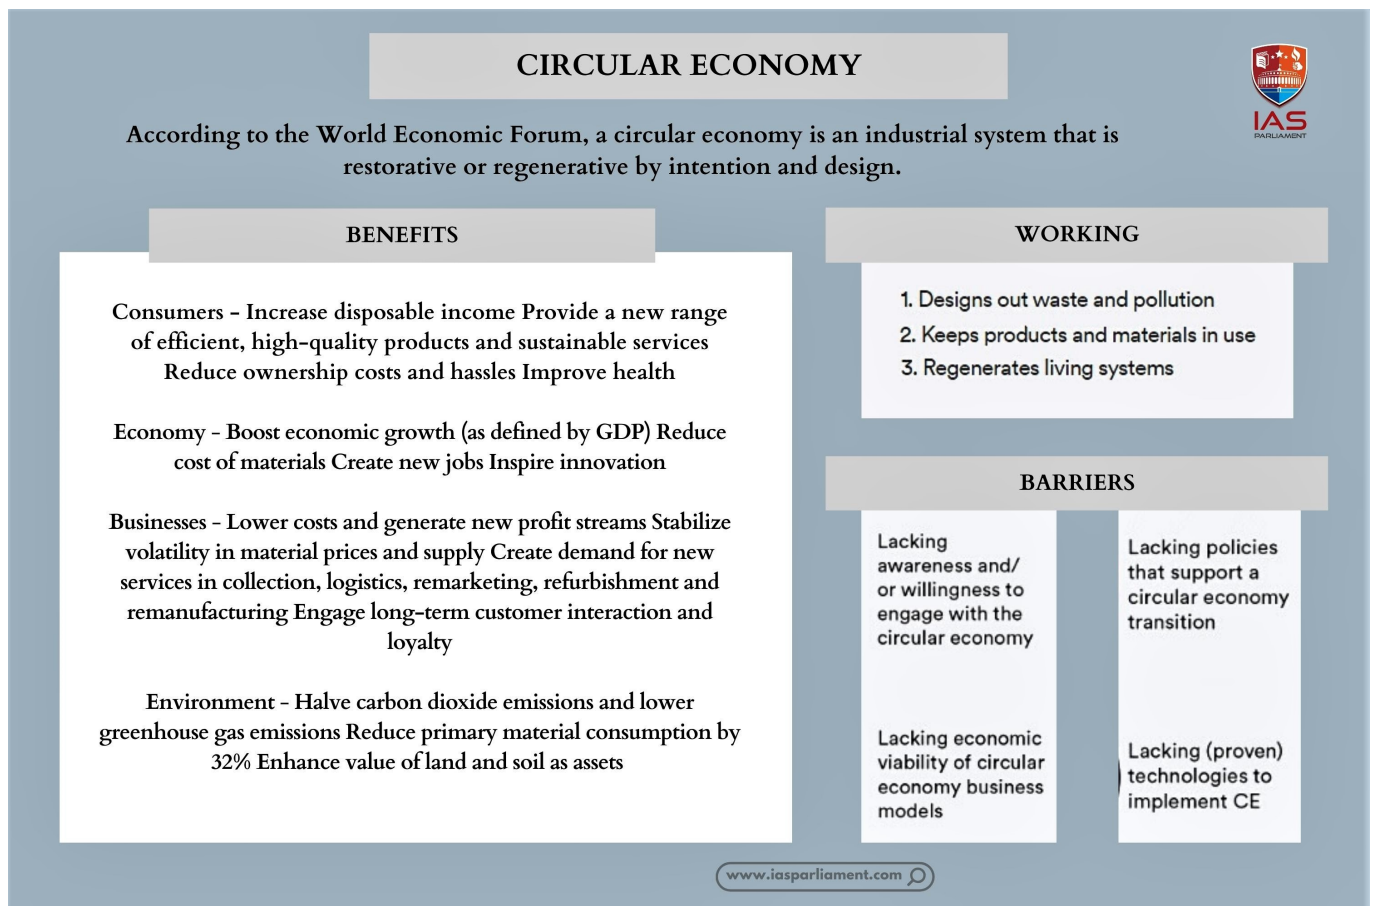 CIRCULAR ECONOMY
IAS
PARLIAMENT
According to the World Economic Forum, a circular economy is an industrial system that is
restorative or regenerative by intention and design.
BENEFITS
Consumers - Increase disposable income Provide a new range
of efficient, high-quality products and sustainable services
Reduce ownership costs and hassles Improve health
Economy - Boost economic growth (as defined by GDP) Reduce
cost of materials Create new jobs Inspire innovation
Businesses - Lower costs and generate new profit streams Stabilize
volatility in material prices and supply Create demand for new
services in collection, logistics, remarketing, refurbishment and
remanufacturing Engage long-term customer interaction and
loyalty
Environment - Halve carbon dioxide emissions and lower
greenhouse gas emissions Reduce primary material consumption by
32% Enhance value of land and soil as assets
WORKING
1. Designs out waste and pollution
2. Keeps products and materials in use
3. Regenerates living systems
BARRIERS
Lacking
awareness and/
or willingness to
engage with the
circular economy
Lacking policies
that support a
circular economy
transition
Lacking economic
viability of circular
economy business
models
Lacking (proven)
technologies to
implement CE
www.iasparliament.com